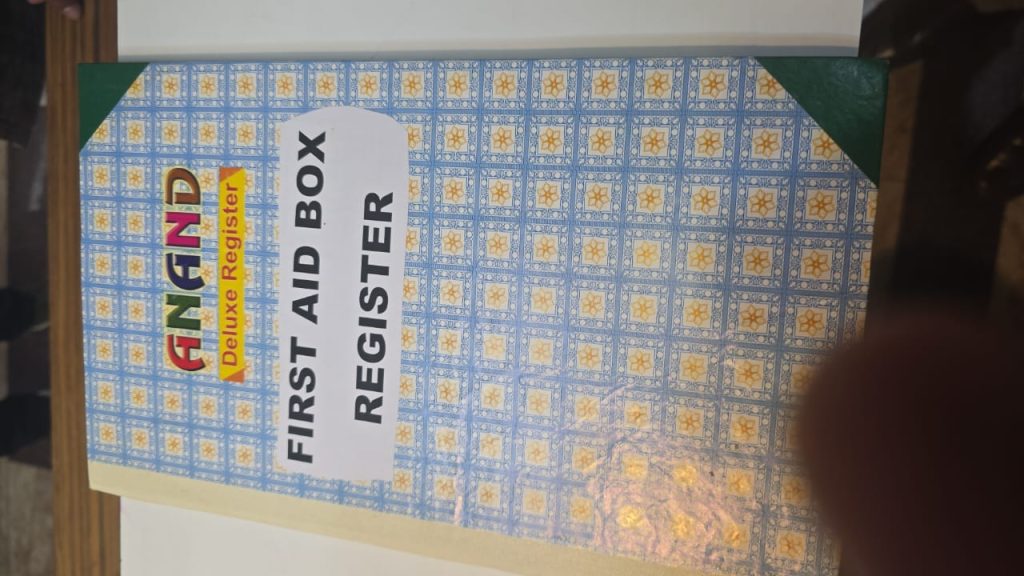 ANAND
Deluxe Register
FIRST AID BOX
REGISTER